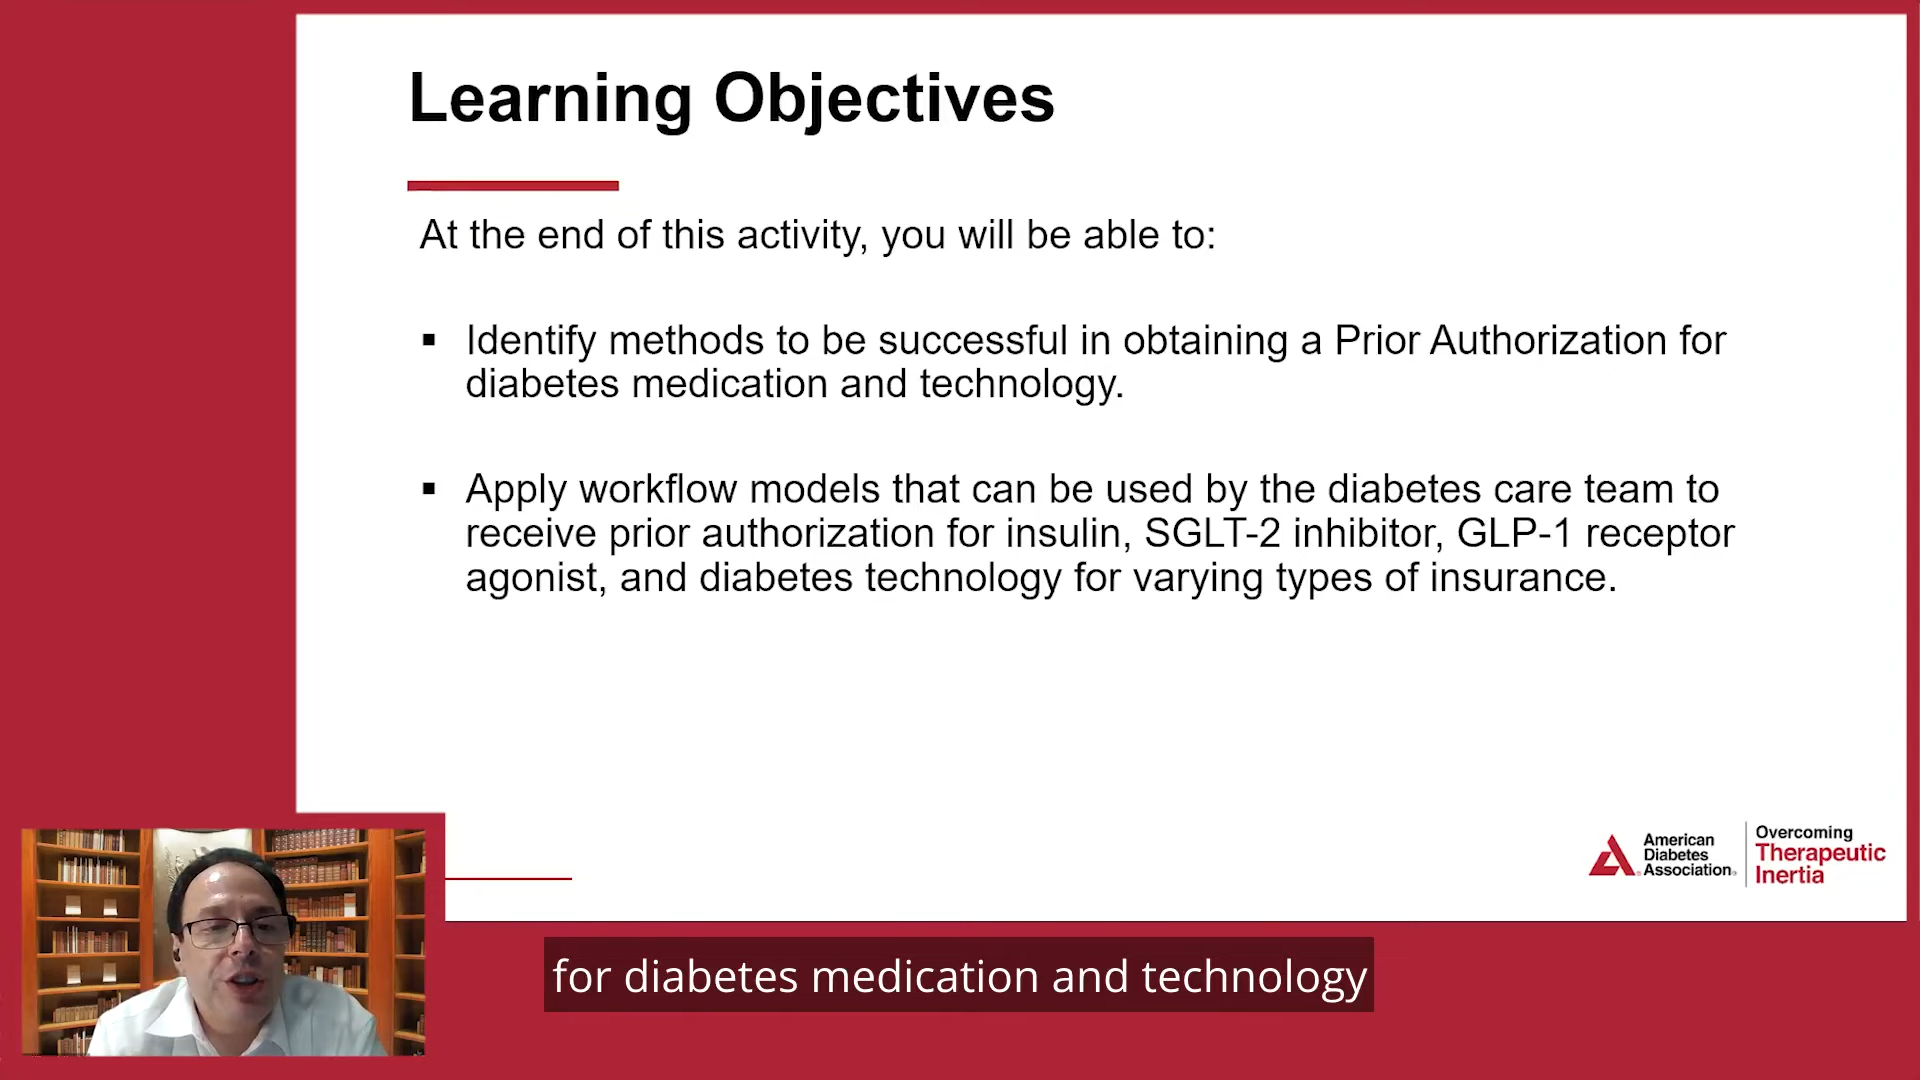 Learning Objectives
At the end of this activity, you will be able to:
▪ Identify methods to be successful in obtaining a Prior Authorization for
diabetes medication and technology.
▪ Apply workflow models that can be used by the diabetes care team to
receive prior authorization for insulin, SGLT-2 inhibitor, GLP-1 receptor
agonist, and diabetes technology for varying types of insurance.
American
Diabetes
Association®
Overcoming
Therapeutic
Inertia
for diabetes medication and technology